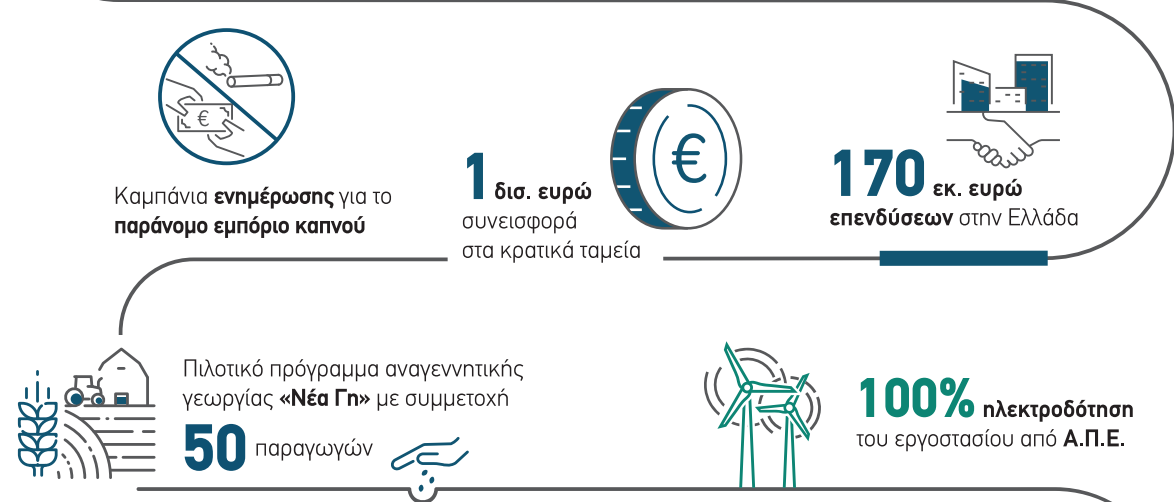 Καμπάνια ενημέρωσης για το
παράνομο εμπόριο καπνού
€
1 δισ. ευρώ
συνεισφορά
στα κρατικά ταμεία
€
170 εκ. ευρώ
επενδύσεων στην Ελλάδα
Πιλοτικό πρόγραμμα αναγεννητικής
γεωργίας «Νέα Γη» με συμμετοχή
50 παραγωγών
100% ηλεκτροδότηση
του εργοστασίου από Α.Π.Ε.